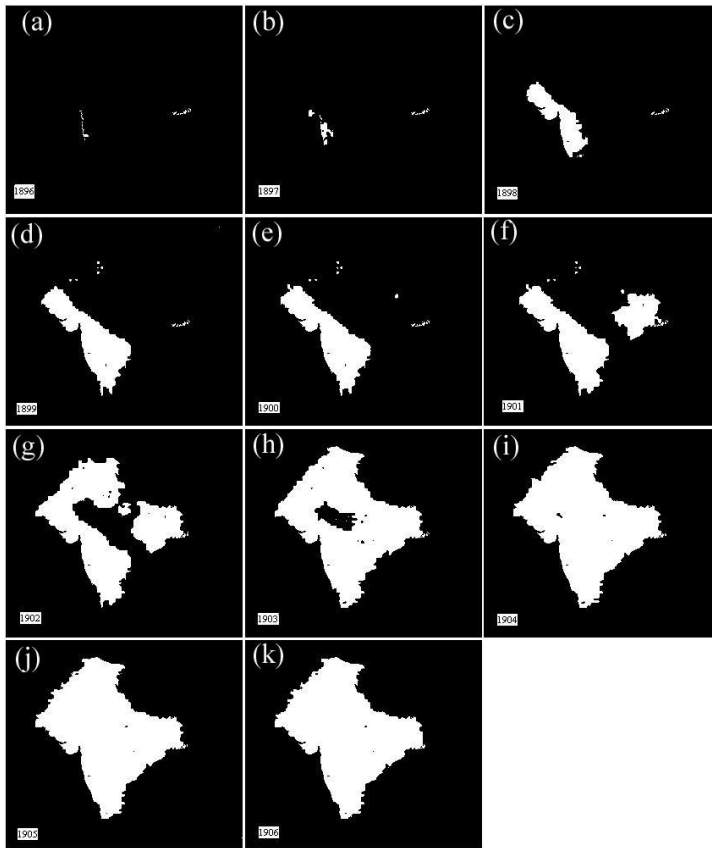 (a)
1896
(b)
1897
(c)
1898
(d)
1899
(e)
1900
(f)
1901
(g)
1902
(h)
1903
(i)
1904
(j)
1905
(k)
1906